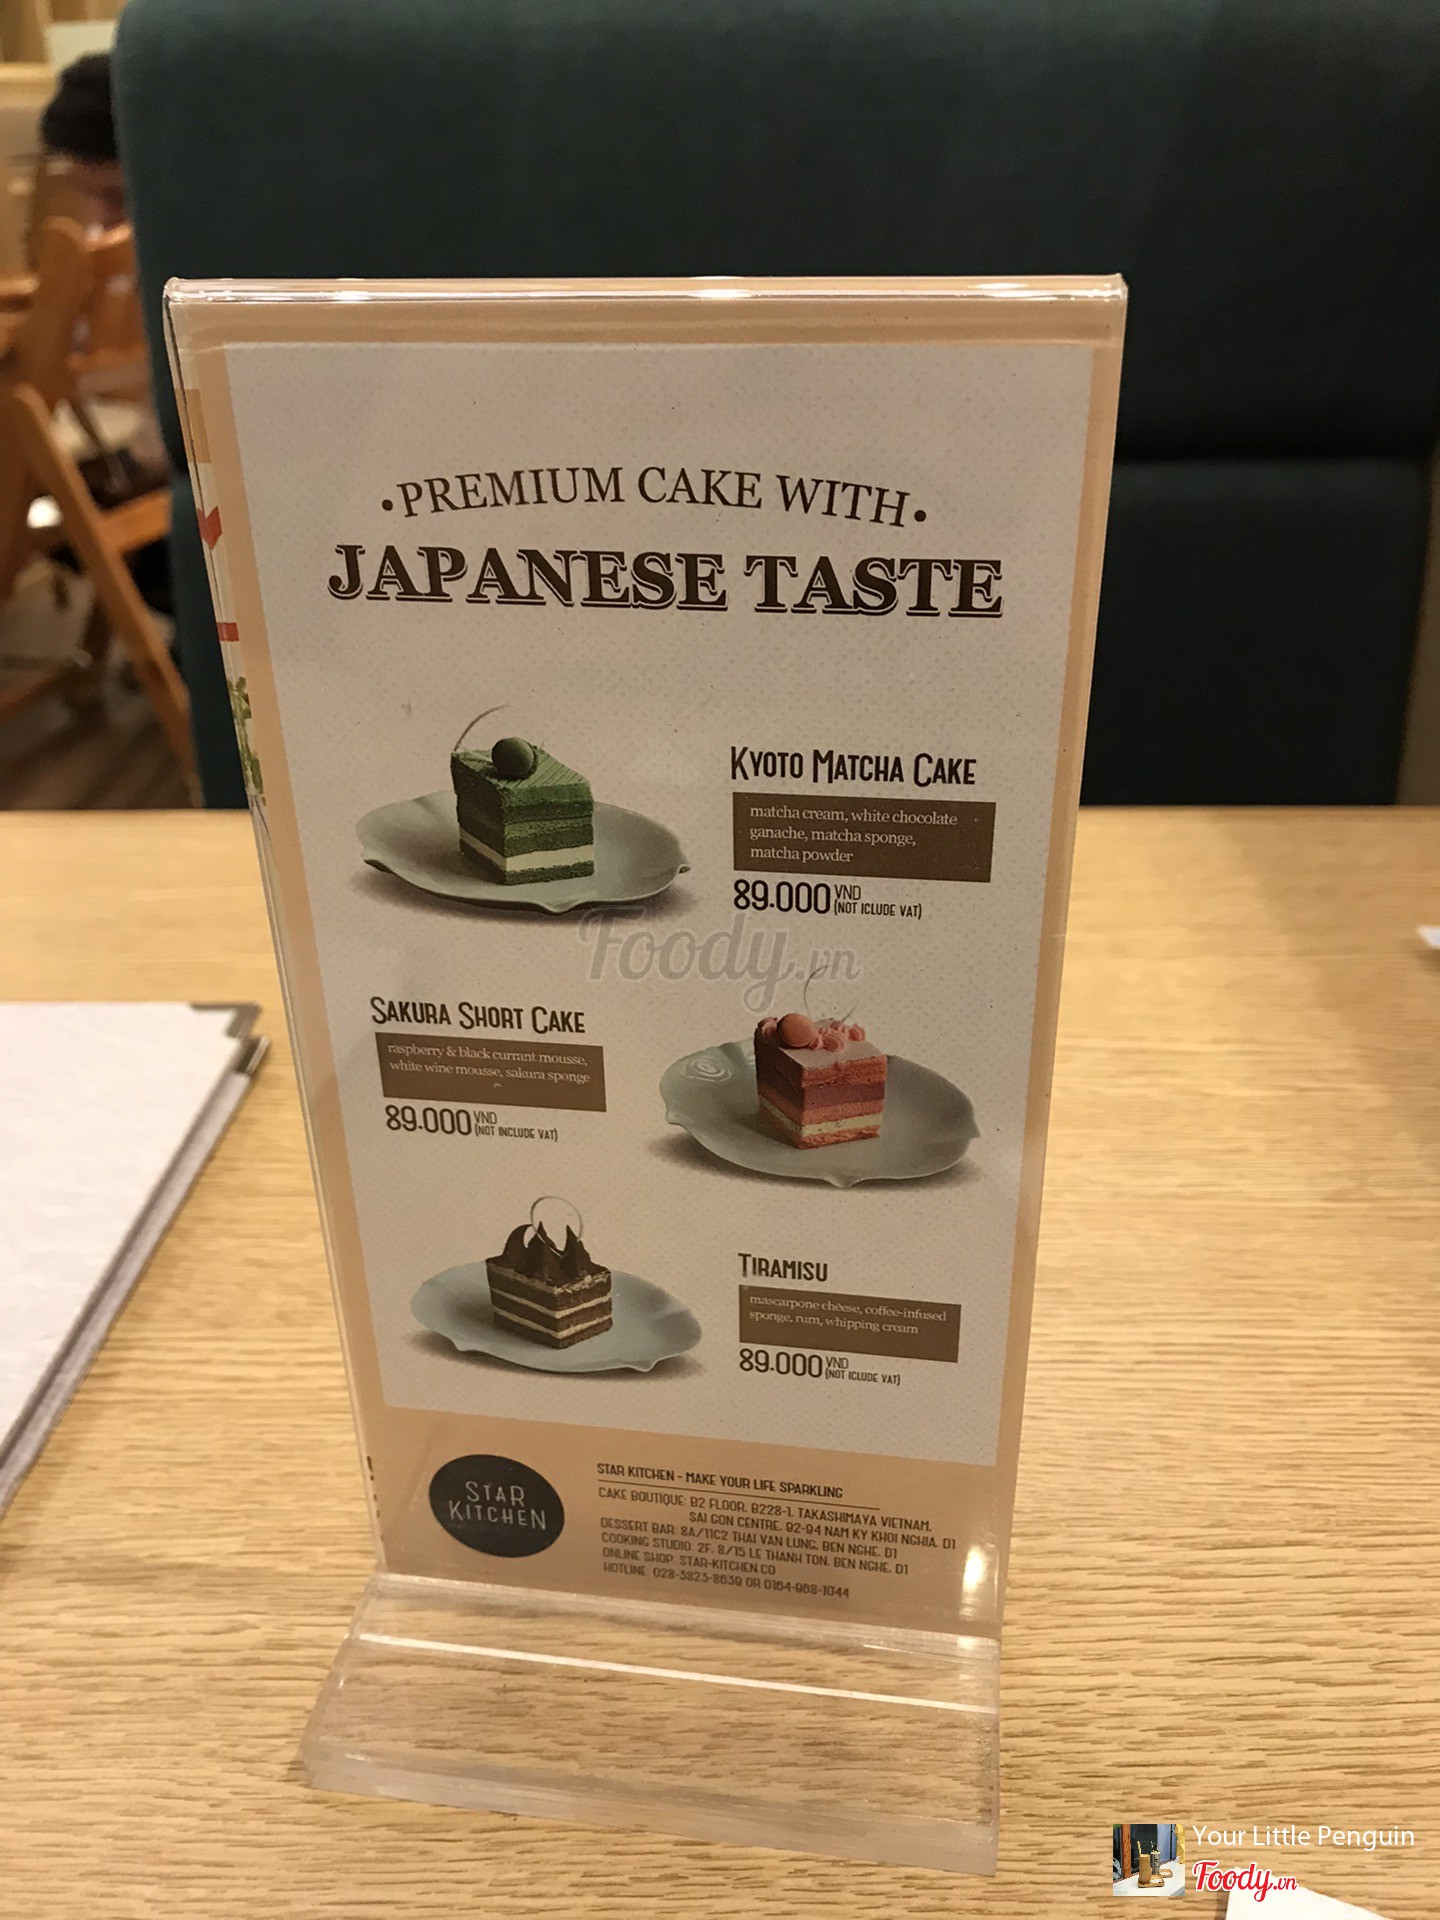 •PREMIUM CAKE WITH•
JAPANESE TASTE
KYOTO MATCHA CAKE
matcha cream, white chocolate
ganache, matcha sponge,
matcha powder
89.000 VND
(NOT ICLUDE VAT)
Foody.vn
SAKURA SHORT CAKE
raspberry & black currant mousse,
white wine mousse, sakura sponge
89.000 VND
(NOT INCLUDE VAT)
TIRAMISU
mascarpone cheese, coffee-infused
sponge, rum, whipping cream
89.000 VND
(NOT ICLUDE VAT)
STAR
KITCHEN
STAR KITCHEN - MAKE YOUR LIFE SPARKLING
CAKE BOUTIQUE: B2 FLOOR, B228-1, TAKASHIMAYA VIETNAM,
SAI GON CENTRE, 92-94 NAM KY KHOI NGHIA, D1
DESSERT BAR: 8A/11C2 THAI VAN LUNG, BEN NGHE, D1
COOKING STUDIO: 2F, 8/15 LE THANH TON, BEN NGHE, D1
ONLINE SHOP: STAR-KITCHEN.CO
HOTLINE: 028-3823-8639 OR 0164-968-1044
Your Little Penguin
Foody.vn